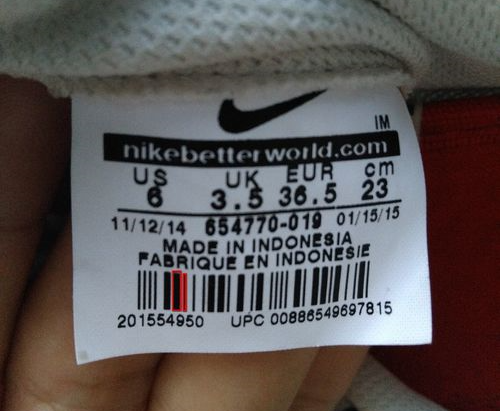 IM
nikebetterworld.com
US UK EUR cm
6 3.5 36.5 23
11/12/14 654770-019 01/15/15
MADE IN INDONESIA
FABRIQUE EN INDONESIE
201554950 UPC 00886549697815